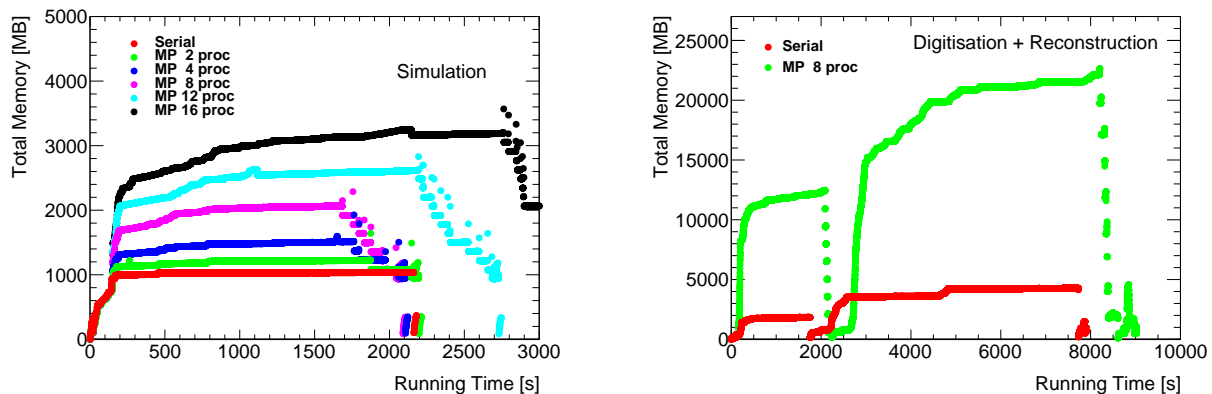 Total Memory [MB]
5000
4000
3000
2000
1000
0
Serial
MP 2 proc
MP 4 proc
MP 8 proc
MP 12 proc
MP 16 proc
Simulation
0 500 1000 1500 2000 2500 3000
Running Time [s]
Total Memory [MB]
25000
20000
15000
10000
5000
0
Serial
MP 8 proc
Digitisation + Reconstruction
0 2000 4000 6000 8000 10000
Running Time [s]